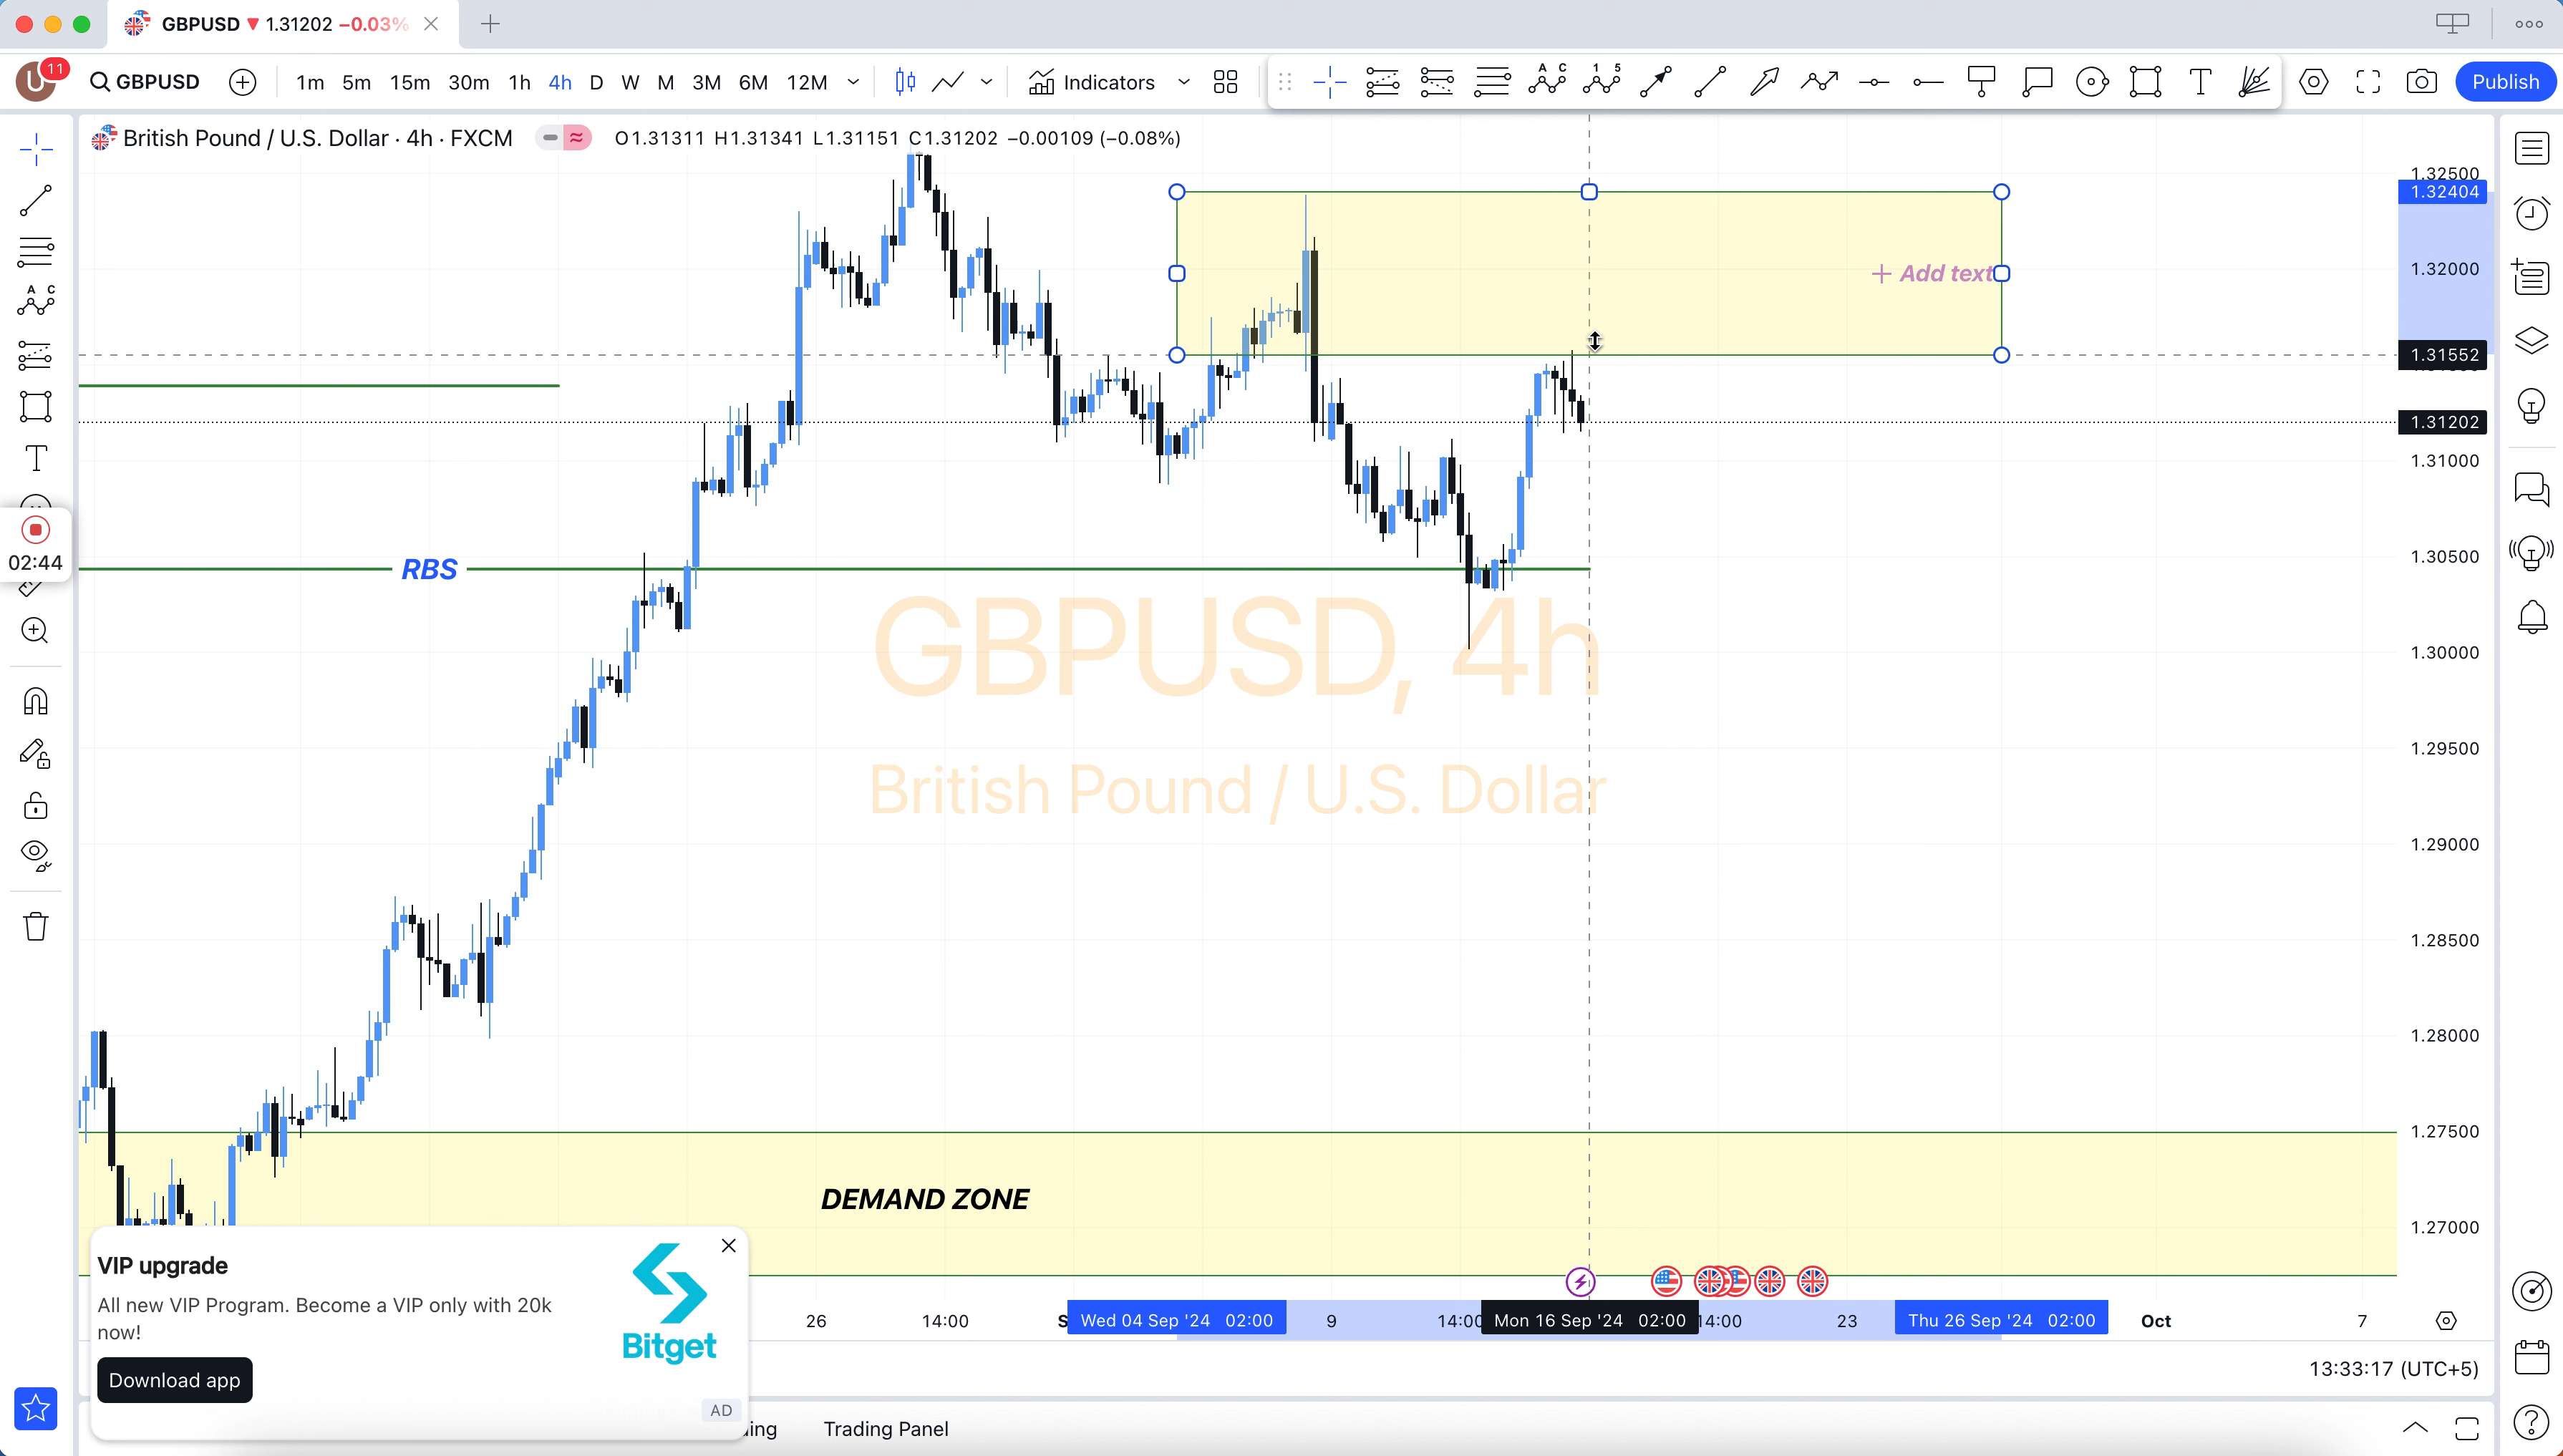 GBPUSD ▼ 1.31202 −0.03%
U 11 GBPUSD 1m 5m 15m 30m 1h 4h D W M 3M 6M 12M Indicators Publish
British Pound / U.S. Dollar · 4h · FXCM O1.31311 H1.31341 L1.31151 C1.31202 −0.00109 (−0.08%)
1.32500
1.32404
1.32000
+ Add text
1.31552
1.31202
1.31000
02:44
RBS
1.30500
GBPUSD, 4h
1.30000
British Pound / U.S. Dollar
1.29500
1.29000
1.28500
1.28000
1.27500
DEMAND ZONE
1.27000
VIP upgrade
All new VIP Program. Become a VIP only with 20k
now!
Bitget
Download app
AD
26 14:00 S Wed 04 Sep '24 02:00 9 14:00 Mon 16 Sep '24 02:00 14:00 23 Thu 26 Sep '24 02:00 Oct 7
13:33:17 (UTC+5)
ing Trading Panel